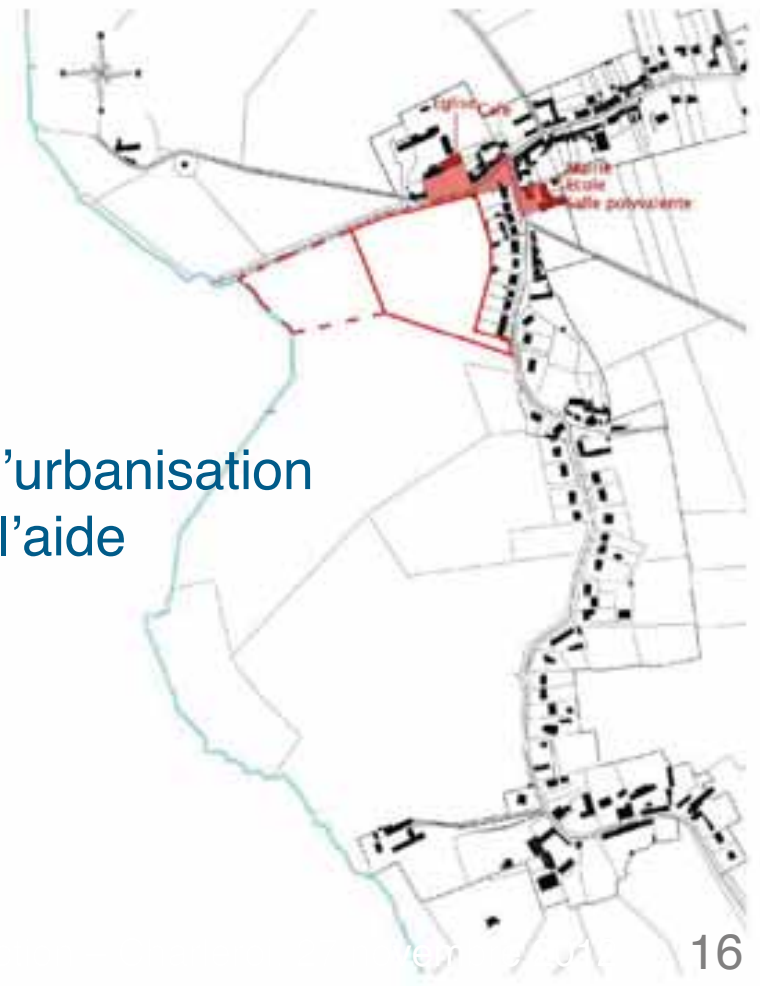 Eglise Café
Mairie
école
Salle polyvalente
'urbanisation
l'aide
16